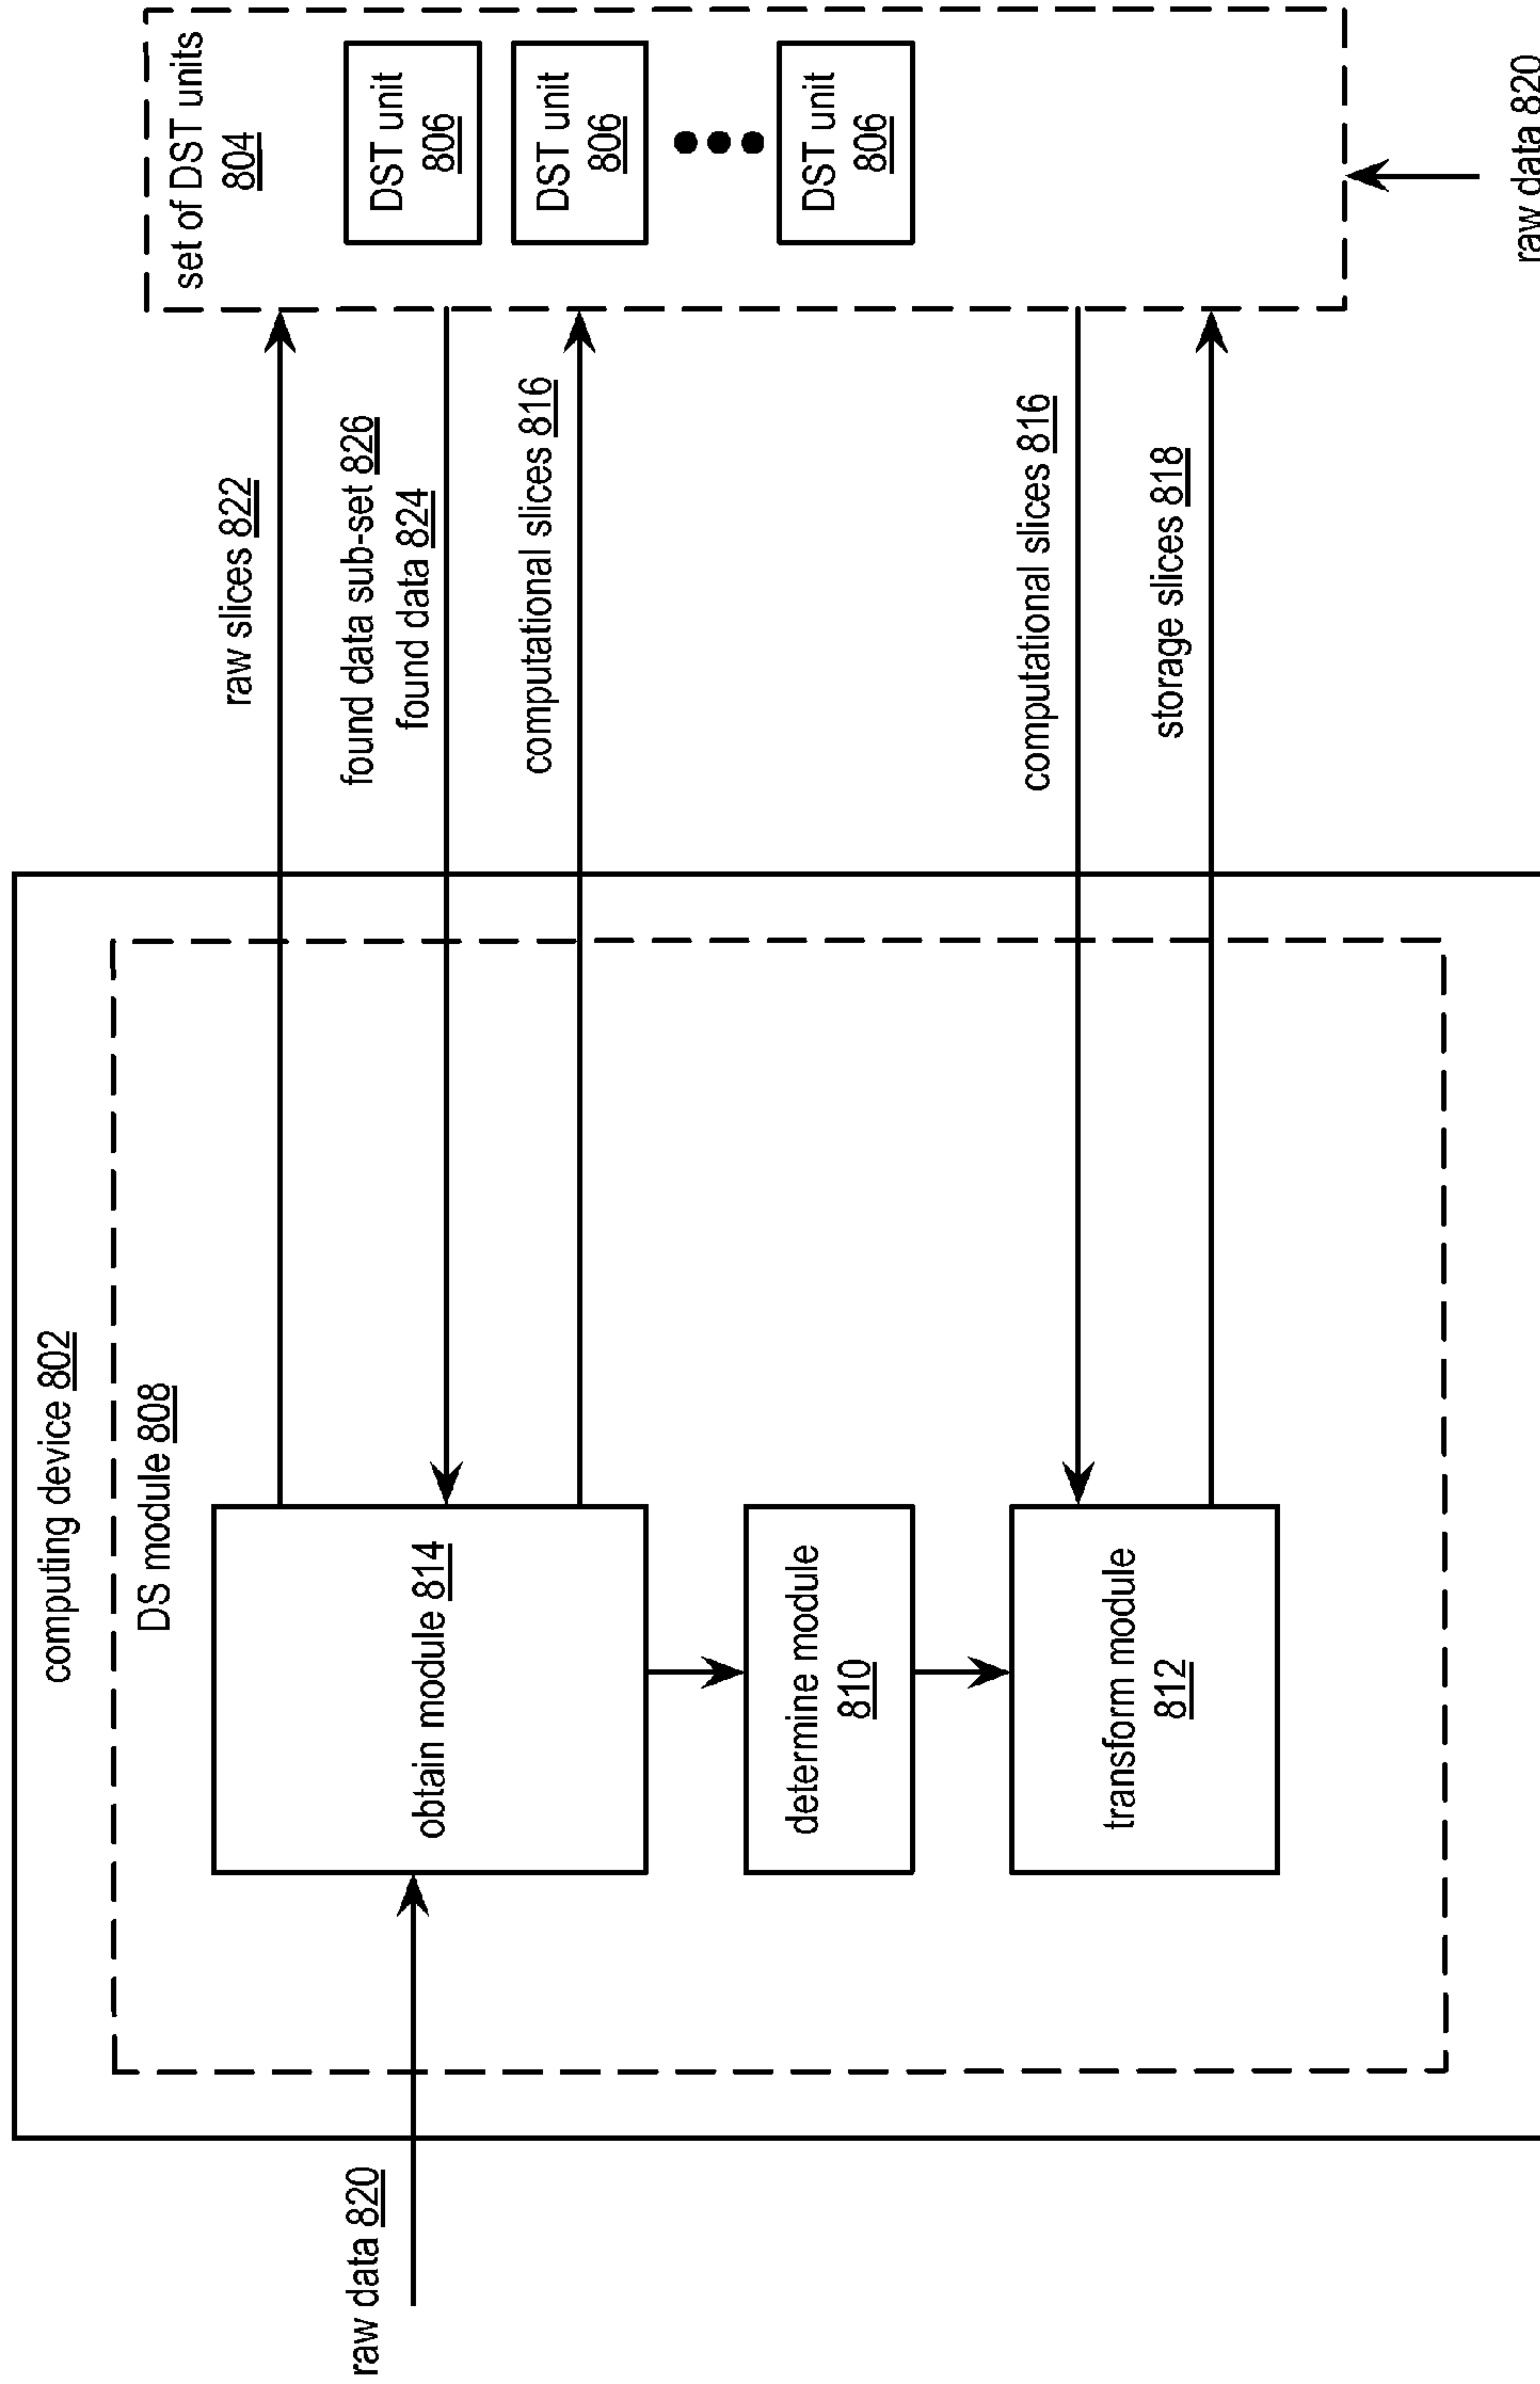 computing device 802
DS module 808
raw data 820
obtain module 814
determine module
810
transform module
812
raw slices 822
found data sub-set 826
found data 824
computational slices 816
computational slices 816
storage slices 818
set of DST units
804
DST unit
806
DST unit
806
DST unit
806
raw data 820